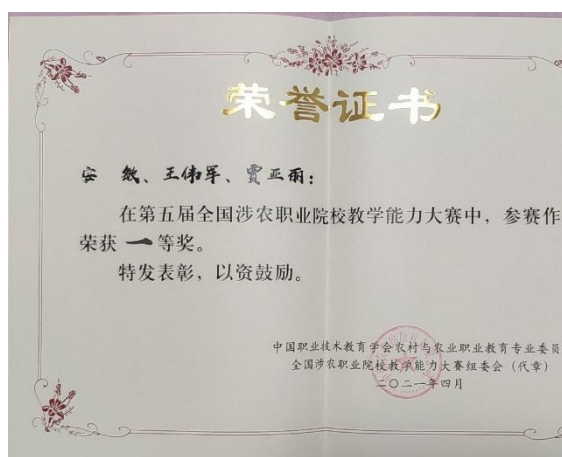 荣誉证书
安敏、王伟军、贾亚雨:
在第五届全国涉农职业院校教学能力大赛中,参赛作
荣获一等奖。
特发表彰,以资鼓励。
中国职业技术教育学会农村与农业职业教育专业委员
全国涉农职业院校教学能力大赛组委会(代章)
二〇二一年四月